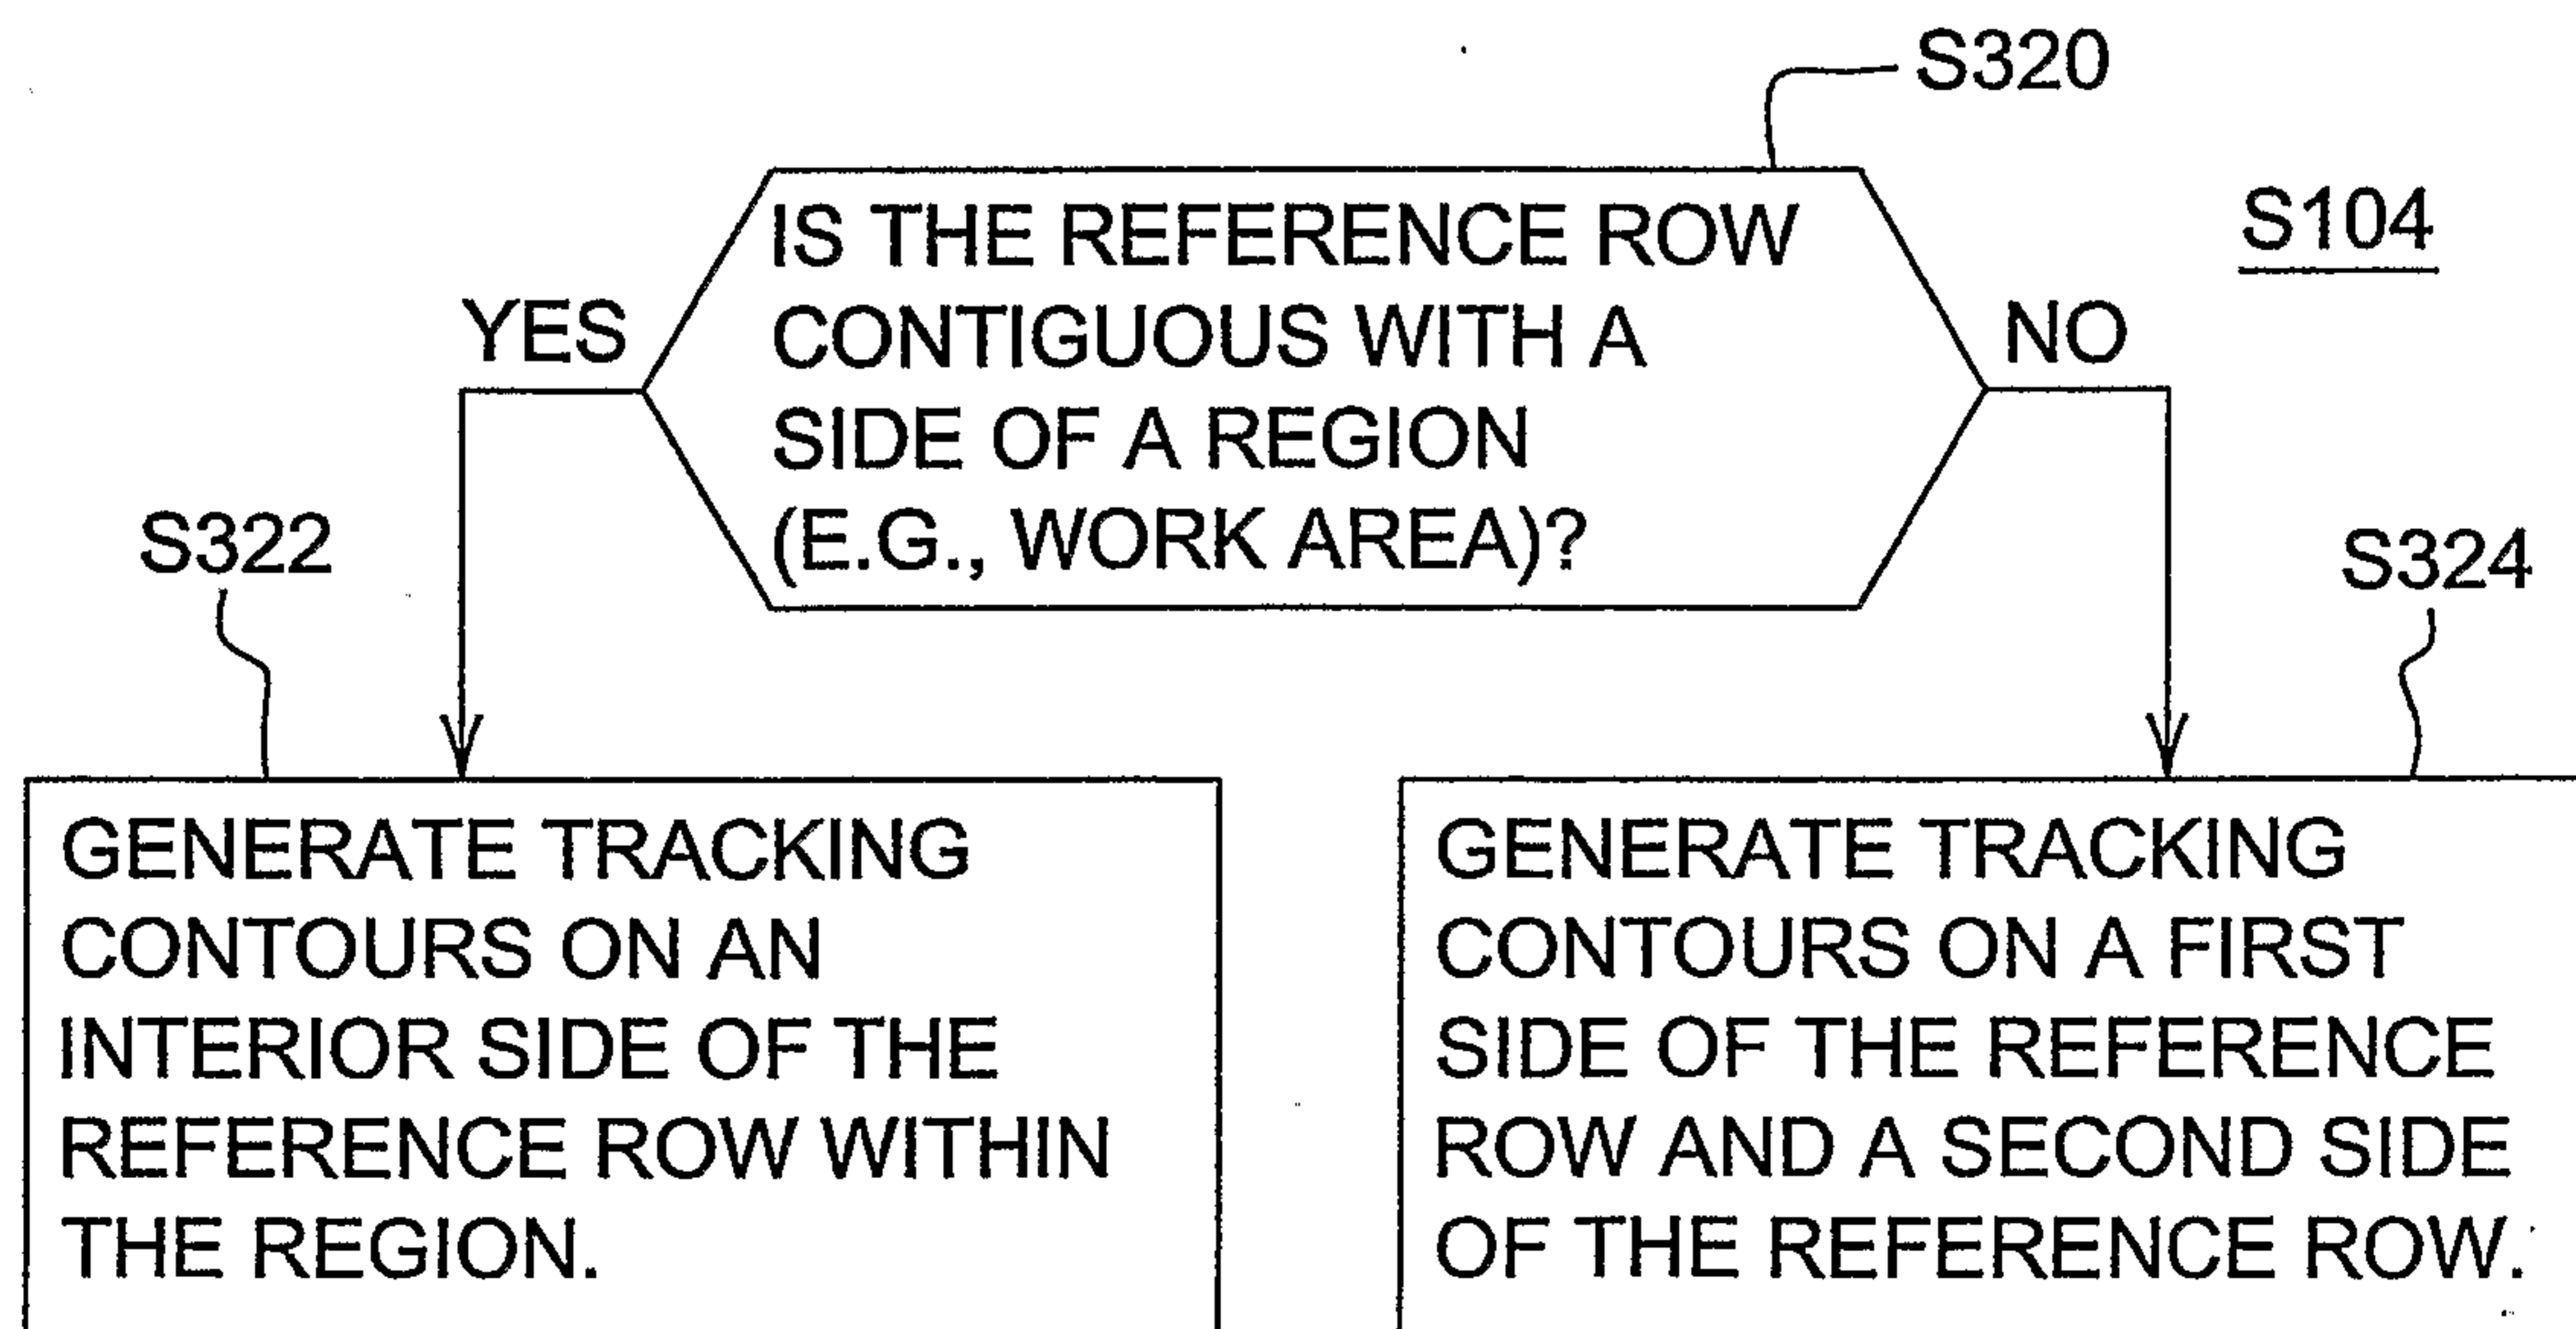 S320
S104
IS THE REFERENCE ROW
CONTIGUOUS WITH A
SIDE OF A REGION
(E.G., WORK AREA)?
YES
NO
S322
S324
GENERATE TRACKING
CONTOURS ON AN
INTERIOR SIDE OF THE
REFERENCE ROW WITHIN
THE REGION.
GENERATE TRACKING
CONTOURS ON A FIRST
SIDE OF THE REFERENCE
ROW AND A SECOND SIDE
OF THE REFERENCE ROW.